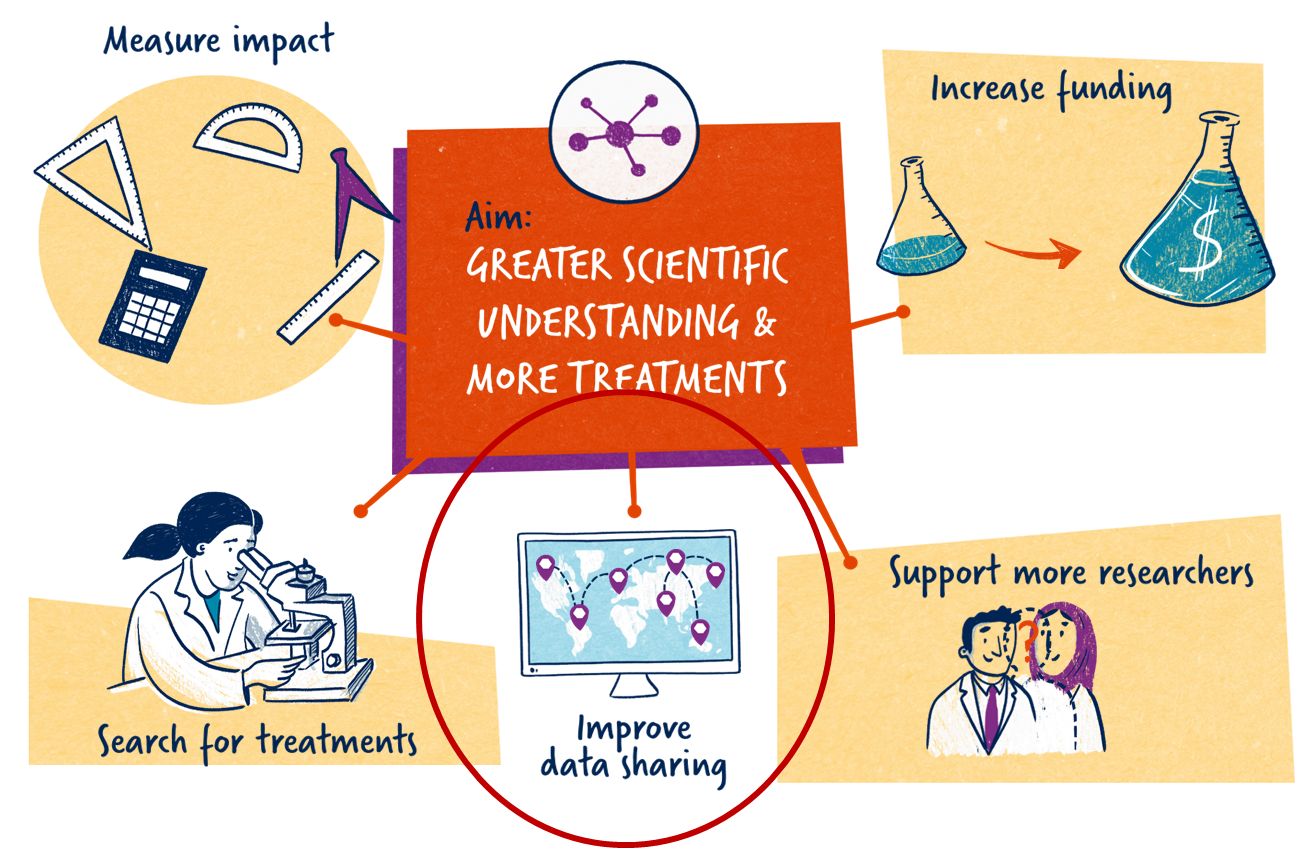 Measure impact
Increase funding
Aim:
GREATER SCIENTIFIC
UNDERSTANDING &
MORE TREATMENTS
$
Search for treatments
Improve
data sharing
Support more researchers
?